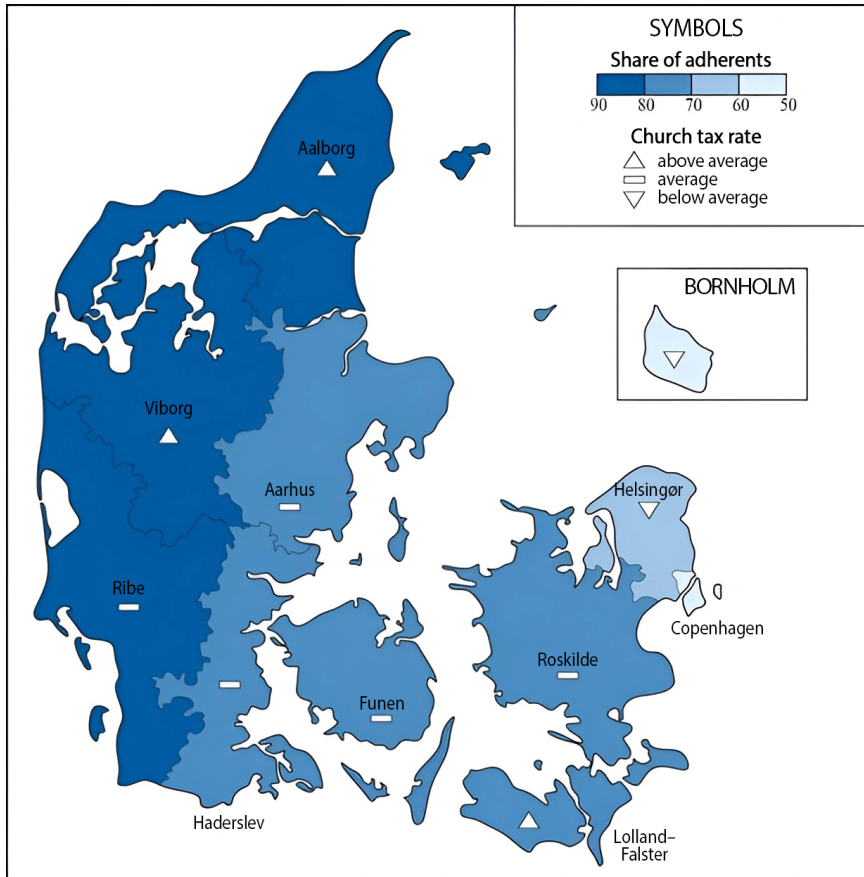 SYMBOLS
Share of adherents
90 80 70 60 50
Church tax rate
above average
average
below average
Aalborg
BORNHOLM
Viborg
Aarhus
Helsingør
Ribe
Copenhagen
Roskilde
Funen
Haderslev
Lolland–
Falster